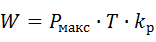 W = Pмакс · T · kр